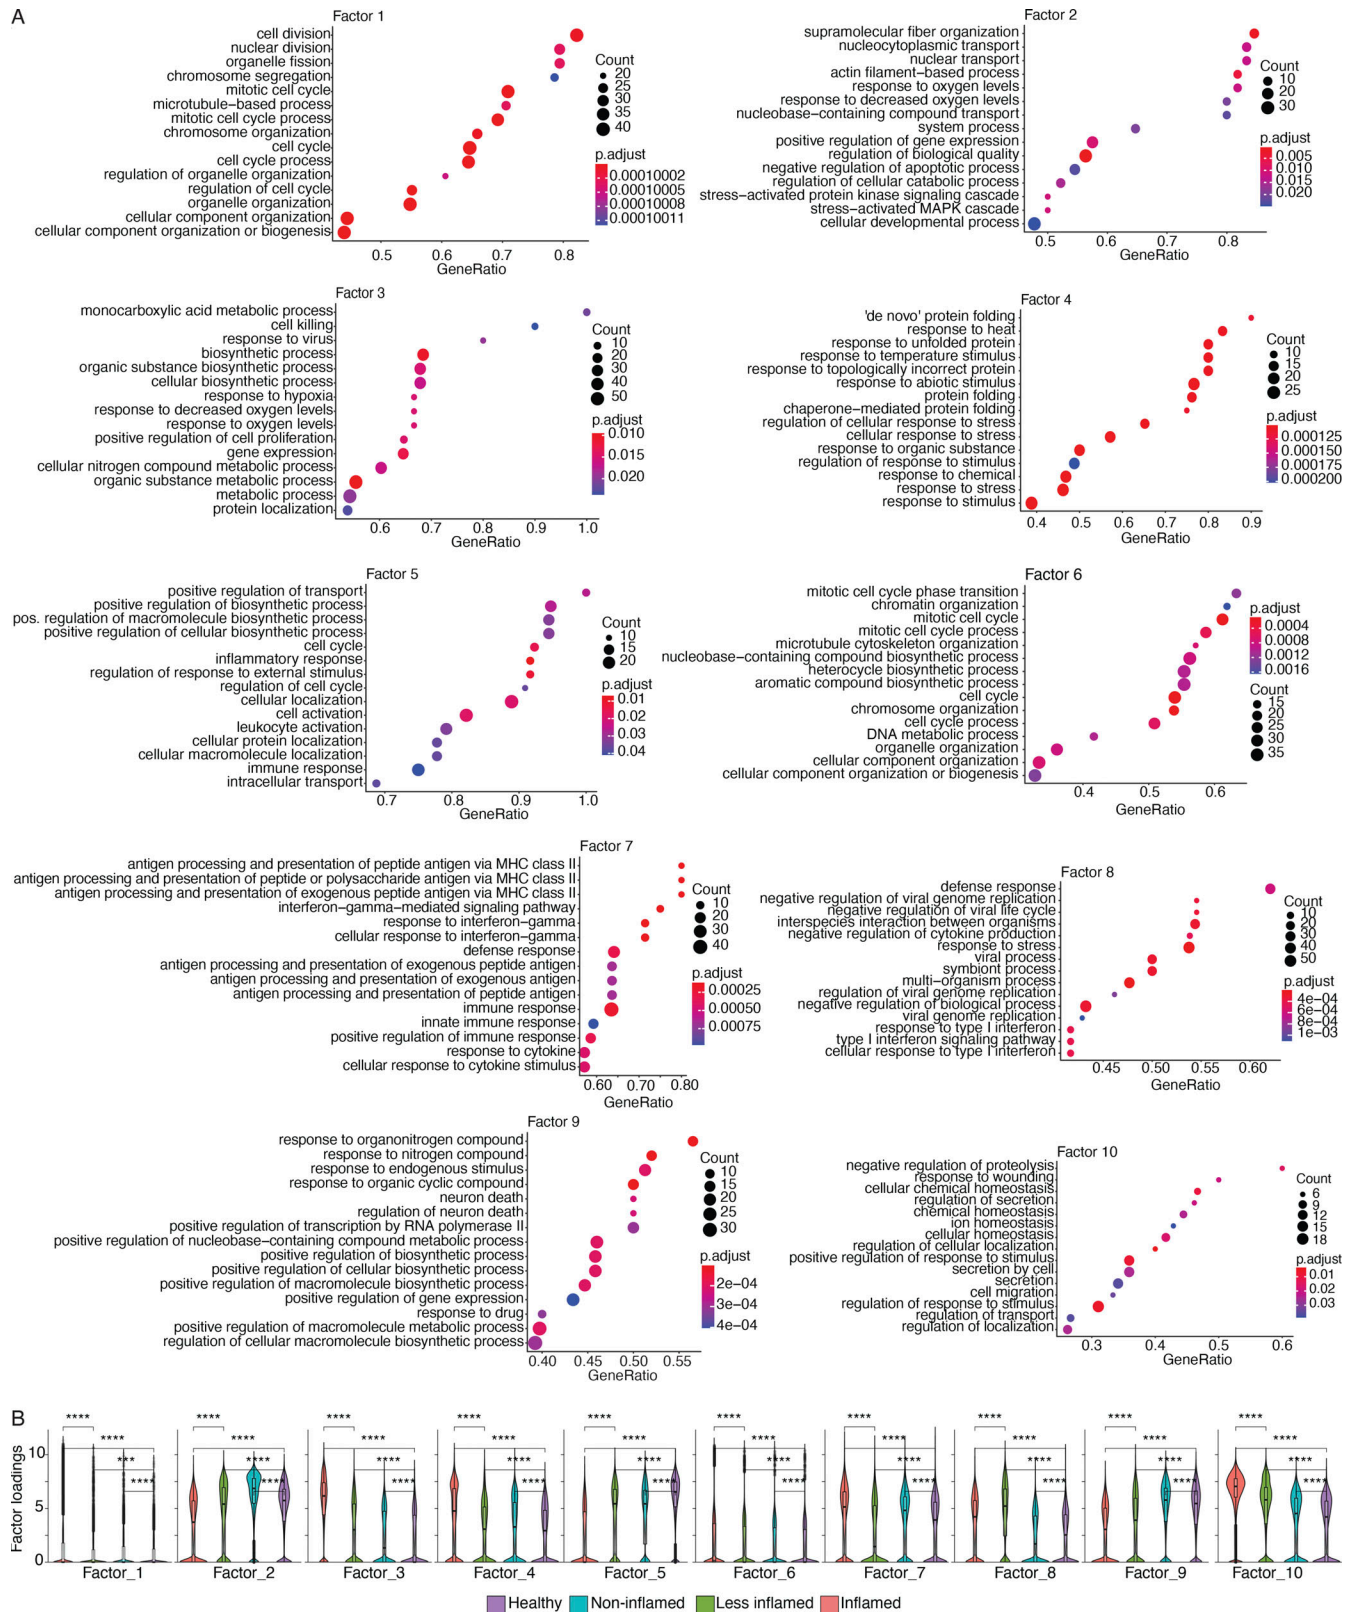 A
Factor 1
cell division
nuclear division
organelle fission
chromosome segregation
mitotic cell cycle
microtubule−based process
mitotic cell cycle process
chromosome organization
cell cycle
cell cycle process
regulation of organelle organization
regulation of cell cycle
organelle organization
cellular component organization
cellular component organization or biogenesis
0.5 0.6 0.7 0.8
GeneRatio
Count
20
25
30
35
40
p.adjust
0.00010002
0.00010005
0.00010008
0.00010011
Factor 2
supramolecular fiber organization
nucleocytoplasmic transport
nuclear transport
actin filament−based process
response to oxygen levels
response to decreased oxygen levels
nucleobase−containing compound transport
system process
positive regulation of gene expression
regulation of biological quality
negative regulation of apoptotic process
regulation of cellular catabolic process
stress−activated protein kinase signaling cascade
stress−activated MAPK cascade
cellular developmental process
0.5 0.6 0.7 0.8
GeneRatio
Count
10
20
30
p.adjust
0.005
0.010
0.015
0.020
Factor 3
monocarboxylic acid metabolic process
cell killing
response to virus
biosynthetic process
organic substance biosynthetic process
cellular biosynthetic process
response to hypoxia
response to decreased oxygen levels
response to oxygen levels
positive regulation of cell proliferation
gene expression
cellular nitrogen compound metabolic process
organic substance metabolic process
metabolic process
protein localization
0.6 0.7 0.8 0.9 1.0
GeneRatio
Count
10
20
30
40
50
p.adjust
0.010
0.015
0.020
Factor 4
'de novo' protein folding
response to heat
response to unfolded protein
response to temperature stimulus
response to topologically incorrect protein
response to abiotic stimulus
protein folding
chaperone−mediated protein folding
regulation of cellular response to stress
cellular response to stress
response to organic substance
regulation of response to stimulus
response to chemical
response to stress
response to stimulus
0.4 0.5 0.6 0.7 0.8 0.9
GeneRatio
Count
10
15
20
25
p.adjust
0.000125
0.000150
0.000175
0.000200
Factor 5
positive regulation of transport
positive regulation of biosynthetic process
pos. regulation of macromolecule biosynthetic process
positive regulation of cellular biosynthetic process
cell cycle
inflammatory response
regulation of response to external stimulus
regulation of cell cycle
cellular localization
cell activation
leukocyte activation
cellular protein localization
cellular macromolecule localization
immune response
intracellular transport
0.7 0.8 0.9 1.0
GeneRatio
Count
10
15
20
p.adjust
0.01
0.02
0.03
0.04
Factor 6
mitotic cell cycle phase transition
chromatin organization
mitotic cell cycle
mitotic cell cycle process
microtubule cytoskeleton organization
nucleobase−containing compound biosynthetic process
heterocycle biosynthetic process
aromatic compound biosynthetic process
cell cycle
chromosome organization
cell cycle process
DNA metabolic process
organelle organization
cellular component organization
cellular component organization or biogenesis
0.4 0.5 0.6
GeneRatio
p.adjust
0.0004
0.0008
0.0012
0.0016
Count
15
20
25
30
35
Factor 7
antigen processing and presentation of peptide antigen via MHC class II
antigen processing and presentation of peptide or polysaccharide antigen via MHC class II
antigen processing and presentation of exogenous peptide antigen via MHC class II
interferon−gamma−mediated signaling pathway
response to interferon−gamma
cellular response to interferon−gamma
defense response
antigen processing and presentation of exogenous peptide antigen
antigen processing and presentation of exogenous antigen
antigen processing and presentation of peptide antigen
immune response
innate immune response
positive regulation of immune response
response to cytokine
cellular response to cytokine stimulus
0.60 0.70 0.80
GeneRatio
Count
10
20
30
40
p.adjust
0.00025
0.00050
0.00075
Factor 8
defense response
negative regulation of viral genome replication
negative regulation of viral life cycle
interspecies interaction between organisms
negative regulation of cytokine production
response to stress
viral process
symbiont process
multi−organism process
regulation of viral genome replication
negative regulation of biological process
viral genome replication
response to type I interferon
type I interferon signaling pathway
cellular response to type I interferon
0.45 0.50 0.55 0.60
GeneRatio
Count
10
20
30
40
50
p.adjust
4e−04
6e−04
8e−04
1e−03
Factor 9
response to organonitrogen compound
response to nitrogen compound
response to endogenous stimulus
response to organic cyclic compound
neuron death
regulation of neuron death
positive regulation of transcription by RNA polymerase II
positive regulation of nucleobase−containing compound metabolic process
positive regulation of biosynthetic process
positive regulation of cellular biosynthetic process
positive regulation of macromolecule biosynthetic process
positive regulation of gene expression
response to drug
positive regulation of macromolecule metabolic process
regulation of cellular macromolecule biosynthetic process
0.40 0.45 0.50 0.55
GeneRatio
Count
10
15
20
25
30
p.adjust
2e−04
3e−04
4e−04
Factor 10
negative regulation of proteolysis
response to wounding
cellular chemical homeostasis
regulation of secretion
chemical homeostasis
ion homeostasis
cellular homeostasis
regulation of cellular localization
positive regulation of response to stimulus
secretion by cell
secretion
cell migration
regulation of response to stimulus
regulation of transport
regulation of localization
0.3 0.4 0.5 0.6
GeneRatio
Count
6
9
12
15
18
p.adjust
0.01
0.02
0.03
B
Factor loadings
10
5
0
**** **** **** **** **** **** **** **** **** ****
**** **** **** **** **** **** **** **** **** ****
*** **** **** **** **** **** **** **** **** ****
**** **** **** **** **** **** **** **** **** ****
Factor_1 Factor_2 Factor_3 Factor_4 Factor_5 Factor_6 Factor_7 Factor_8 Factor_9 Factor_10
Healthy Non-inflamed Less inflamed Inflamed